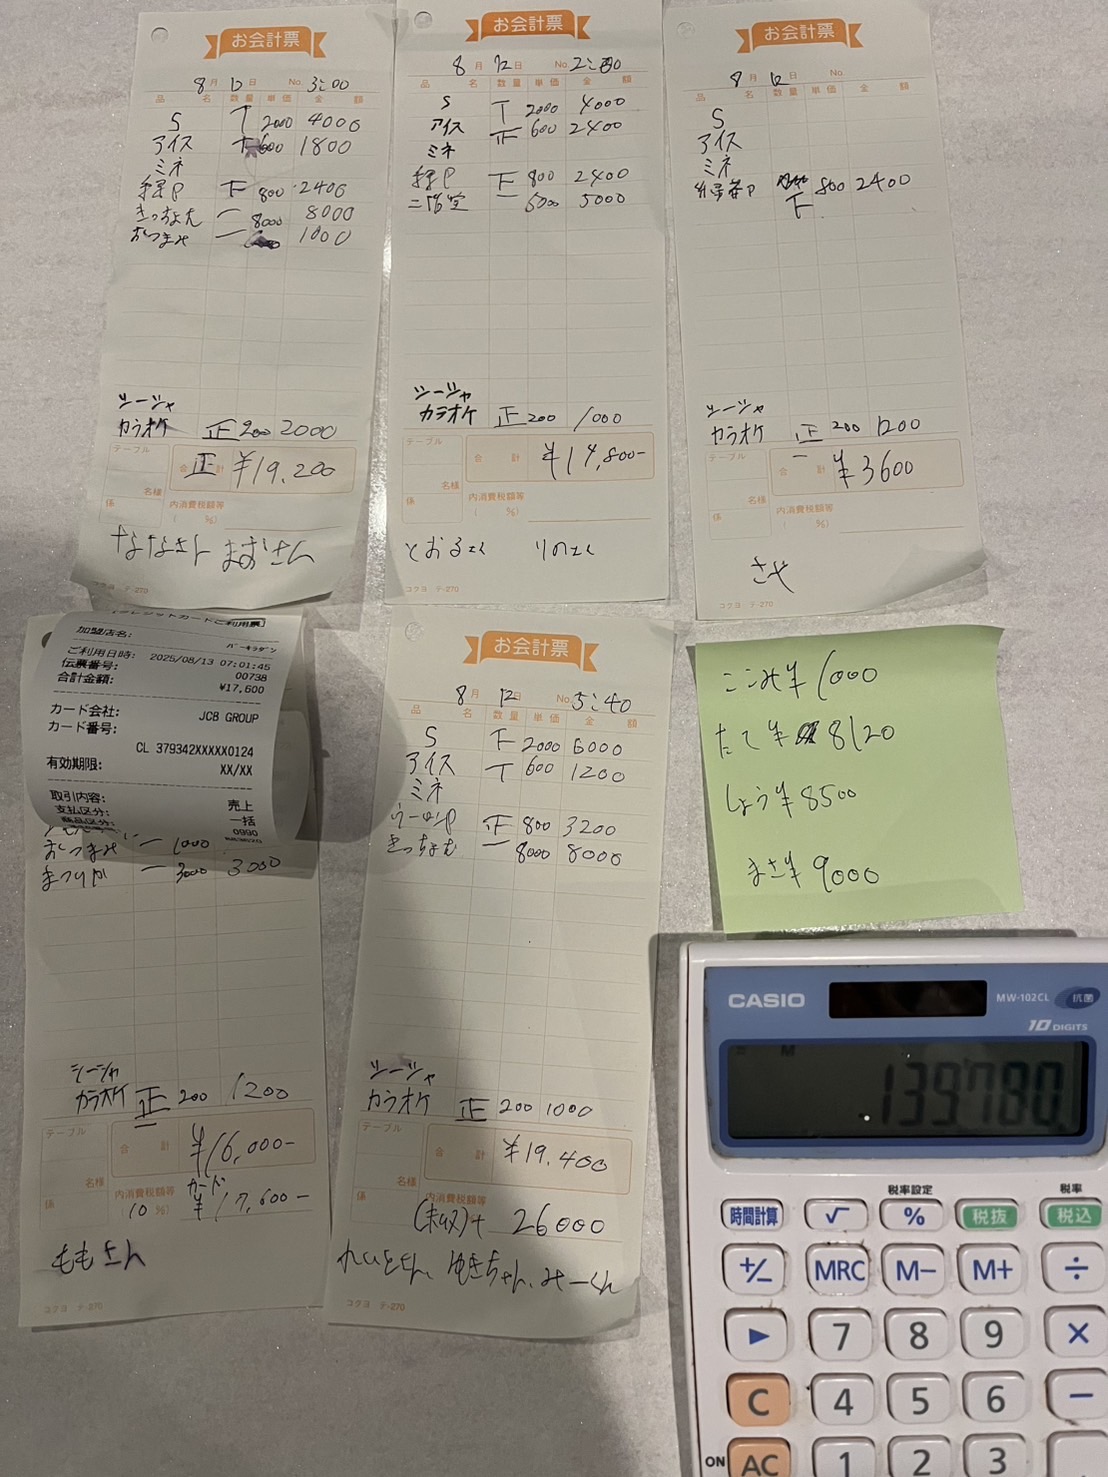 お会計票
8月12日 No. 3:00
品名 数量 単価 金額
S T 2000 4000
アイス 下 600 1800
ミネ
緑P 下 800 2400
きっちょむ 一 8000 8000
おつまみ 一 1000
シーシャ
カラオケ 正 200 2000
テーブル
合計 正 ¥19,200
名様
係
内消費税額等
( %)
ななさん まおさん
コクヨ テ-270
お会計票
8月12日 No.
品名 数量 単価 金額
S T 2000 4000
アイス 正 600 2400
ミネ
緑P 下 800 2400
二階堂 一 5000 5000
シーシャ
カラオケ 正 200 1000
テーブル
合計 ¥14,800-
名様
係
内消費税額等
( %)
とおるくん りのさん
コクヨ テ-270
お会計票
8月12日 No.
品名 数量 単価 金額
S
アイス
ミネ
下 800 2400
シーシャ
カラオケ 正一 200 1200
テーブル
合計 ¥3600
名様
係
内消費税額等
( %)
さや
コクヨ テ-270
[クレジットカードご利用票]
加盟店名:
バーキラダン
ご利用日時: 2025/08/13 07:01:45
伝票番号: 00738
合計金額: ¥17,600
カード会社: JCB GROUP
カード番号:
CL 379342XXXXX0124
有効期限: XX/XX
取引内容: 売上
支払区分: 一括
0990
おつまみ 一 1000
まつりか 一 3000 3000
シーシャ
カラオケ 正一 200 1200
テーブル
合計 ¥16,000-
名様
係
内消費税額等 カード
(10 %) ¥17,600-
ももさん
コクヨ テ-270
お会計票
8月12日 No. 5:40
品名 数量 単価 金額
S 下 2000 6000
アイス T 600 1200
ミネ
ウーロンP 正 800 3200
きっちょむ 一 8000 8000
シーシャ
カラオケ 正 200 1000
テーブル
合計 ¥19,400
名様
係
内消費税額等
(未収)+ 26000
れいとさん、ゆきちゃん、みーくん
コクヨ テ-270
ここみ¥1000
たて¥8120
しょう¥8500
まさ¥9000
CASIO
MW-102CL 抗菌
10 DIGITS
M
139'780.
税率設定 税率
時間計算 √ % 税抜 税込
+/- MRC M− M+ ÷
▶ 7 8 9 ×
C 4 5 6 −
ON AC 1 2 3